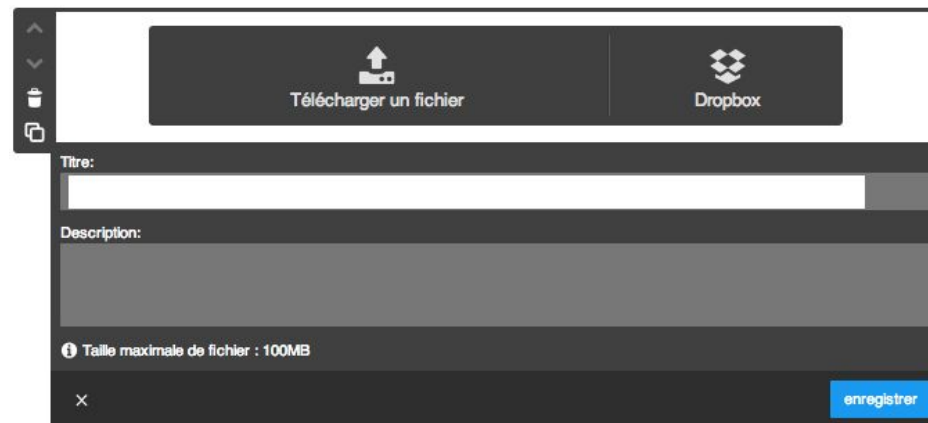 Télécharger un fichier
Dropbox
Titre:
Description:
Taille maximale de fichier : 100MB
enregistrer